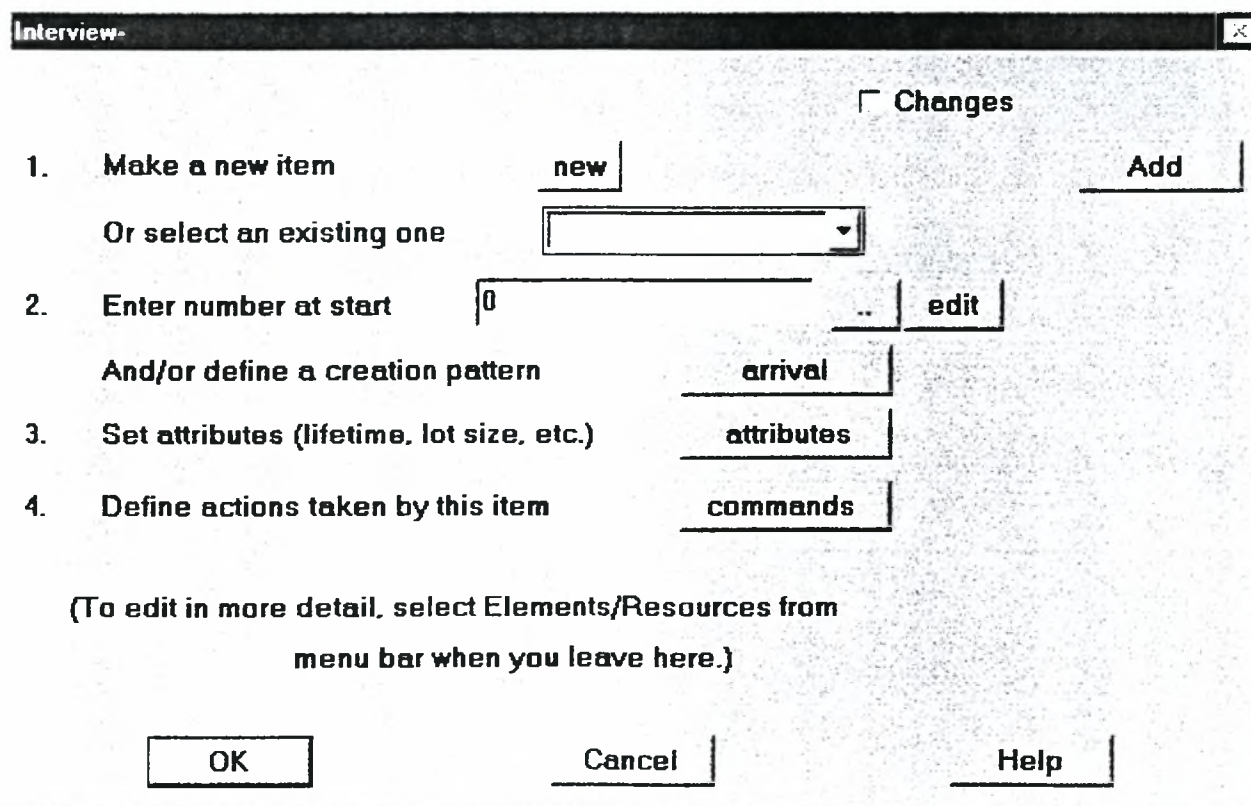 Interview-
Changes
1. Make a new item new Add
Or select an existing one
2. Enter number at start 0 .. edit
And/or define a creation pattern arrival
3. Set attributes (lifetime, lot size, etc.) attributes
4. Define actions taken by this item commands
(To edit in more detail, select Elements/Resources from
menu bar when you leave here.)
OK Cancel Help